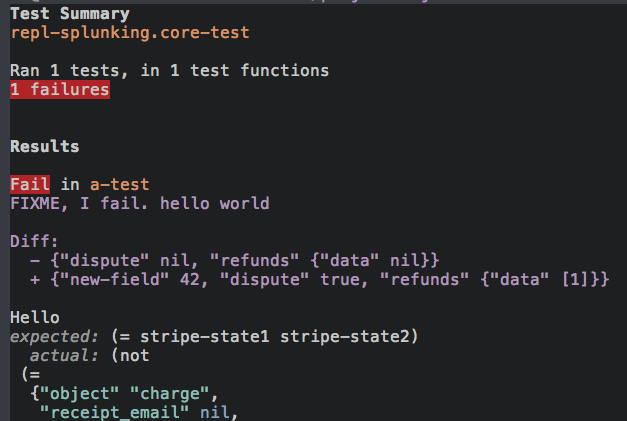 Test Summary
repl-splunking.core-test
Ran 1 tests, in 1 test functions
1 failures
Results
Fail in a-test
FIXME, I fail. hello world
Diff:
- {"dispute" nil, "refunds" {"data" nil}}
+ {"new-field" 42, "dispute" true, "refunds" {"data" [1]}}
Hello
expected: (= stripe-state1 stripe-state2)
actual: (not
(=
{"object" "charge",
"receipt_email" nil,